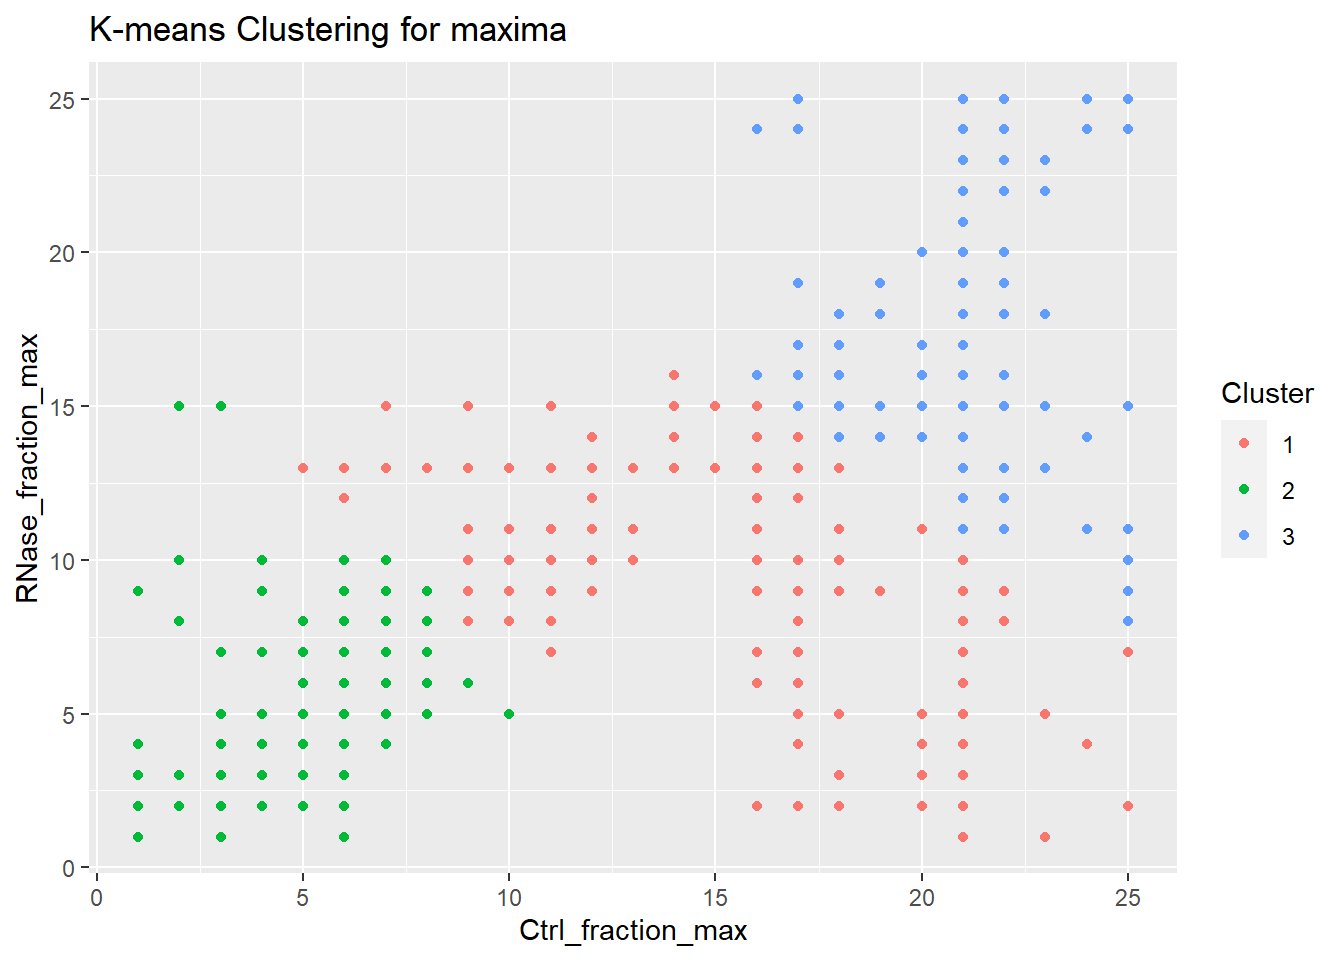 K-means Clustering for maxima
25
20
15
10
5
0
RNase_fraction_max
0 5 10 15 20 25
Ctrl_fraction_max
Cluster
1
2
3